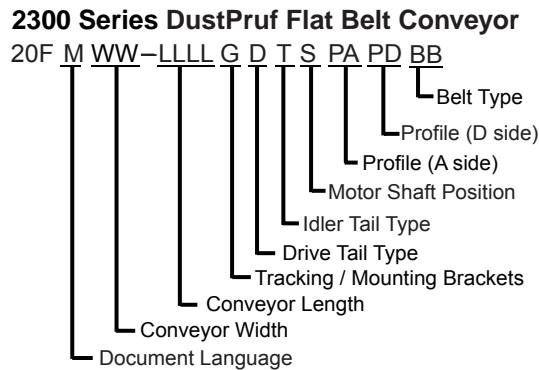 2300 Series DustPruf Flat Belt Conveyor
20F M WW–LLLL G D T S PA PD BB
Belt Type
Profile (D side)
Profile (A side)
Motor Shaft Position
Idler Tail Type
Drive Tail Type
Tracking / Mounting Brackets
Conveyor Length
Conveyor Width
Document Language